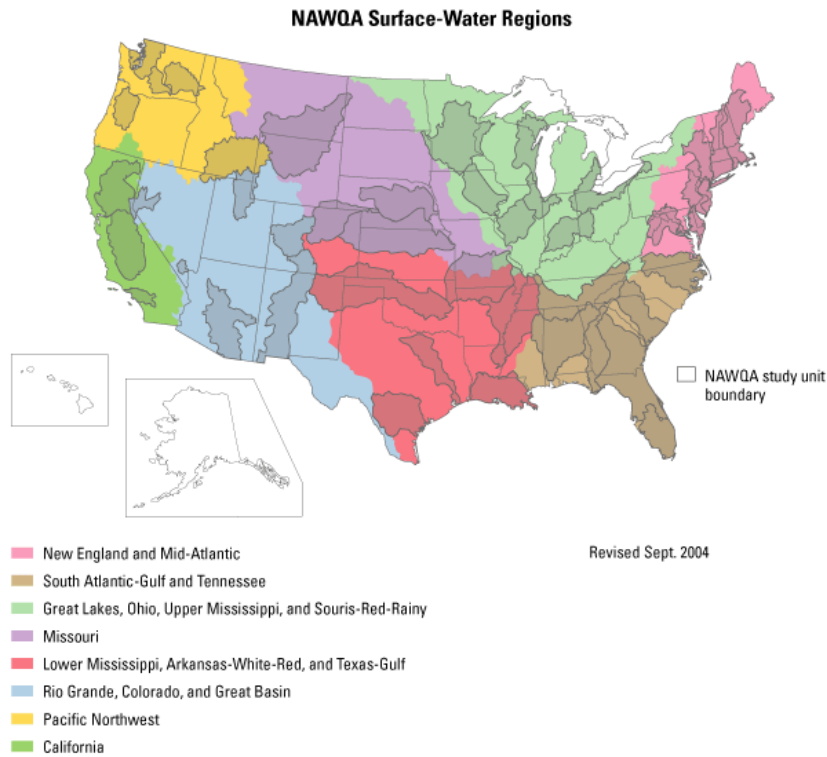 NAWQA Surface-Water Regions
NAWQA study unit
boundary
New England and Mid-Atlantic
Revised Sept. 2004
South Atlantic-Gulf and Tennessee
Great Lakes, Ohio, Upper Mississippi, and Souris-Red-Rainy
Missouri
Lower Mississippi, Arkansas-White-Red, and Texas-Gulf
Rio Grande, Colorado, and Great Basin
Pacific Northwest
California